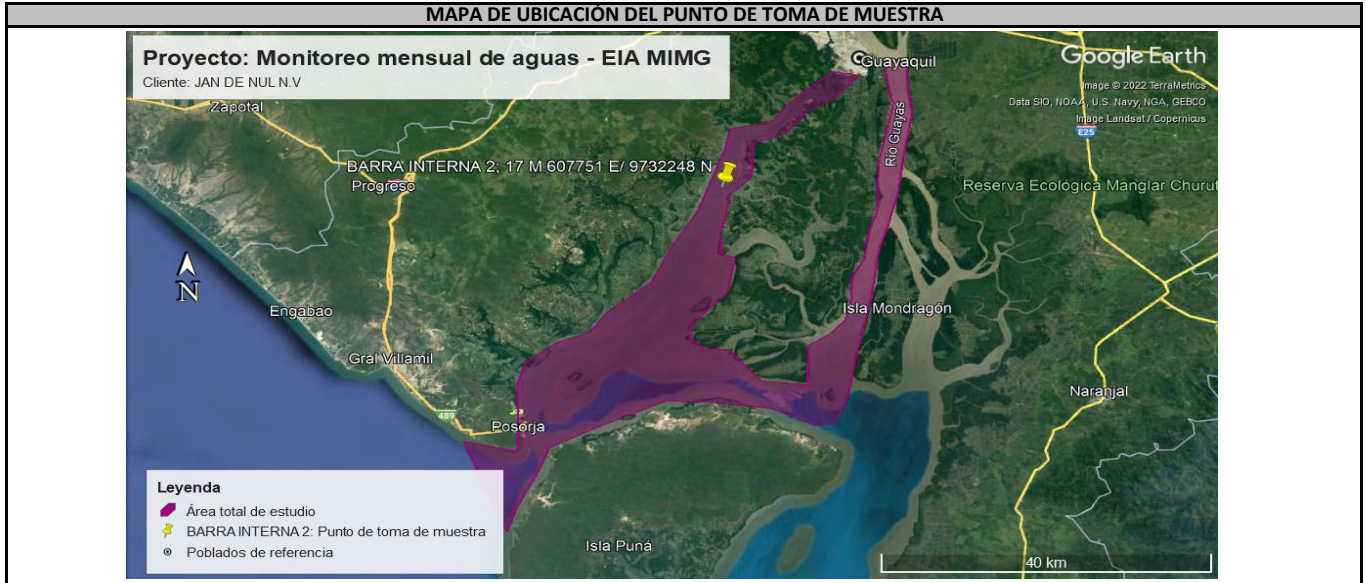 MAPA DE UBICACIÓN DEL PUNTO DE TOMA DE MUESTRA
Proyecto: Monitoreo mensual de aguas - EIA MIMG
Cliente: JAN DE NUL N.V
Google Earth
Image © 2022 TerraMetrics
Data SIO, NOAA, U.S. Navy, NGA, GEBCO
Image Landsat / Copernicus
Guayaquil
Zapotal
E25
Río Guayas
BARRA INTERNA 2; 17 M 607751 E/ 9732248 N
Progreso
Reserva Ecológica Manglar Churut
N
Engabao
Isla Mondragón
Gral Villamil
Naranjal
489
Posorja
Leyenda
Área total de estudio
BARRA INTERNA 2: Punto de toma de muestra
Poblados de referencia
Isla Puná
40 km